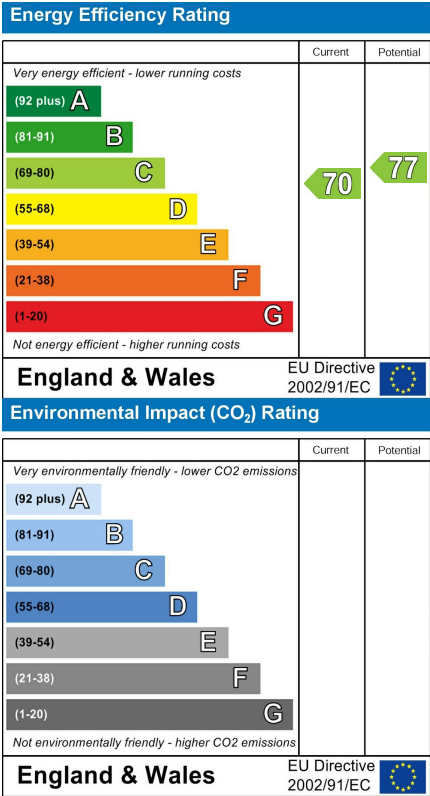 Energy Efficiency Rating
Current Potential
Very energy efficient - lower running costs
(92 plus) A
(81-91) B
(69-80) C
(55-68) D
(39-54) E
(21-38) F
(1-20) G
70 77
Not energy efficient - higher running costs
England & Wales
EU Directive
2002/91/EC
Environmental Impact (CO₂) Rating
Current Potential
Very environmentally friendly - lower CO2 emissions
(92 plus) A
(81-91) B
(69-80) C
(55-68) D
(39-54) E
(21-38) F
(1-20) G
Not environmentally friendly - higher CO2 emissions
England & Wales
EU Directive
2002/91/EC